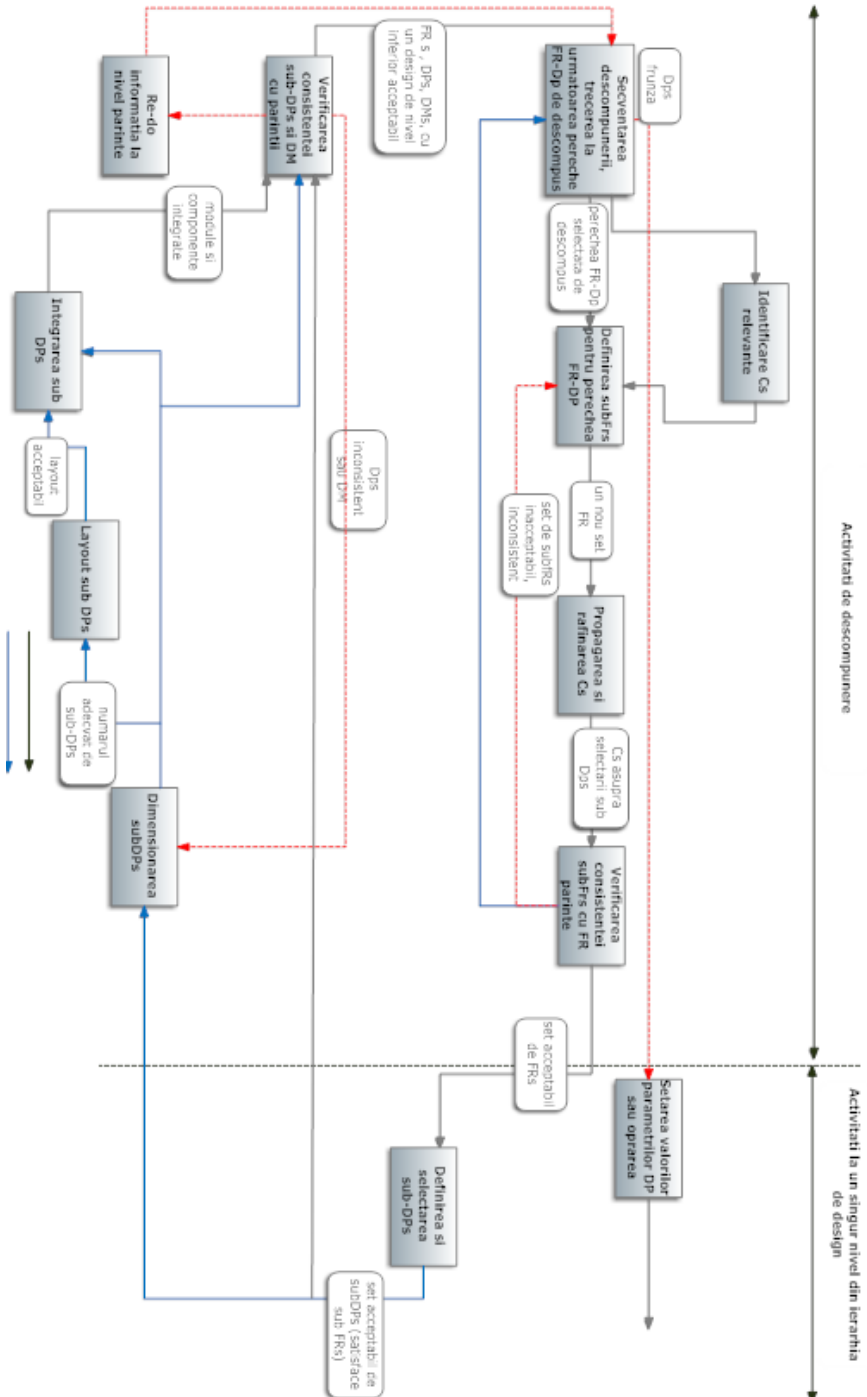 Activitati de descompunere
Activitati la un singur nivel din ierarhia
de design
Identificare Cs
relevante
Dps
frunza
Secventarea
descompunerii,
trecerea la
urmatoarea pereche
FR-Dp de descompus
perechea FR-Dp
selectata de
descompus
Definirea subFrs
pentru perechea
FR-DP
un nou set
FR
Propagarea si
rafinarea Cs
Cs asupra
selectarii sub
Dps
Verificarea
consistentei
subFrs cu FR
parinte
set de subfRs
inacceptabil,
inconsistent
Setarea valorilor
parametrilor DP
sau oprarea
set acceptabil
de FRs
Definirea si
selectarea
sub-DPs
set acceptabil de
subDPs (satisface
sub FRs)
FR s , DPs, DMs, cu
un design de nivel
inferior acceptabil
Verificarea
consistentei
sub-DPs si DM
cu parintii
Dps
inconsistent
sau DM
Re-do
informatia la
nivel parinte
module si
componente
integrate
Integrarea sub
DPs
layout
acceptabil
Layout sub DPs
numarul
adecvat de
sub-DPs
Dimensionarea
subDPs